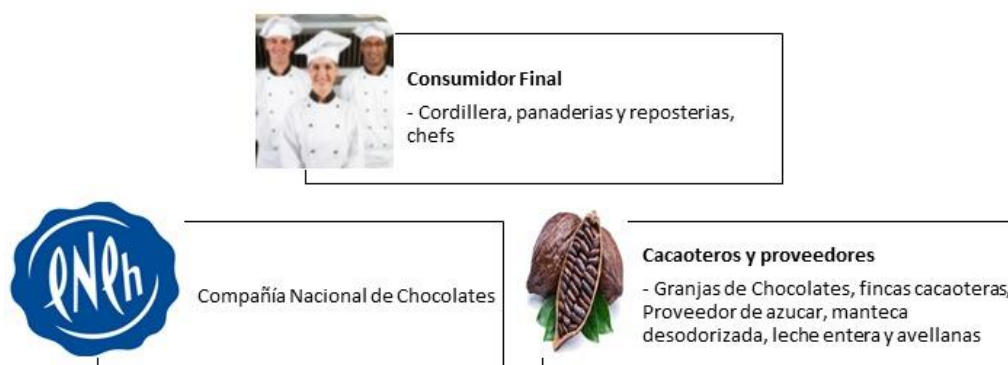 Consumidor Final
- Cordillera, panaderias y reposterias,
chefs
Compañía Nacional de Chocolates
Cacaoteros y proveedores
- Granjas de Chocolates, fincas cacaoteras,
Proveedor de azucar, manteca
desodorizada, leche entera y avellanas